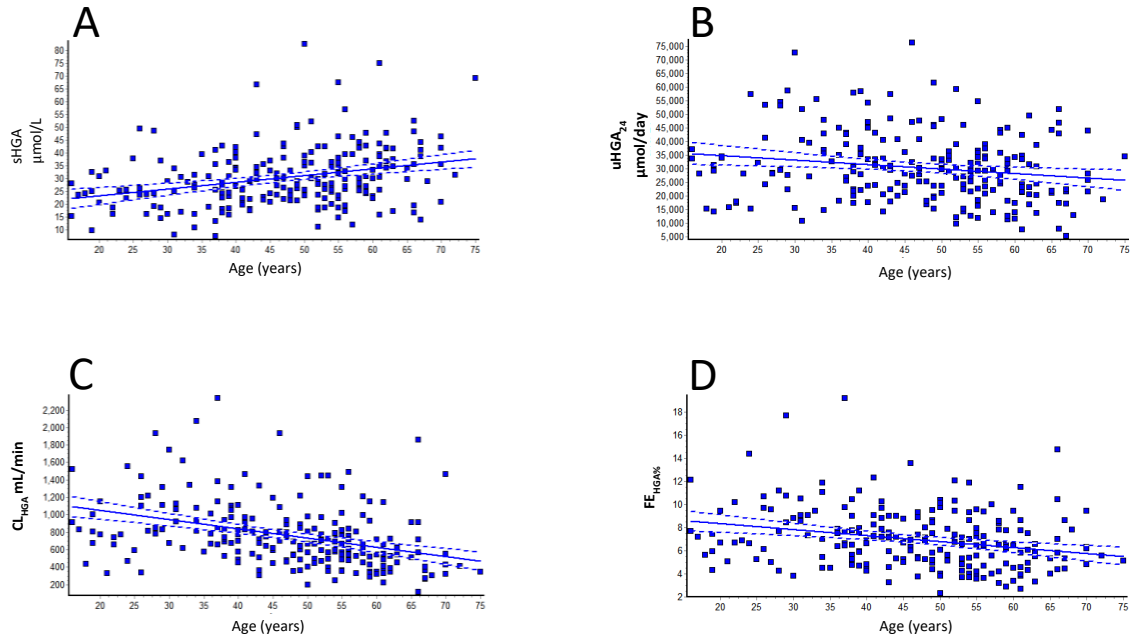 A
80
75
70
65
60
55
50
45
40
35
30
25
20
15
10
sHGA
μmol/L
20 25 30 35 40 45 50 55 60 65 70 75
Age (years)
B
75,000
70,000
65,000
60,000
55,000
50,000
45,000
40,000
35,000
30,000
25,000
20,000
15,000
10,000
5,000
uHGA24
μmol/day
20 25 30 35 40 45 50 55 60 65 70 75
Age (years)
C
2,200
2,000
1,800
1,600
1,400
1,200
1,000
800
600
400
200
CLHGA mL/min
20 25 30 35 40 45 50 55 60 65 70 75
Age (years)
D
18
16
14
12
10
8
6
4
2
FEHGA%
20 25 30 35 40 45 50 55 60 65 70 75
Age (years)